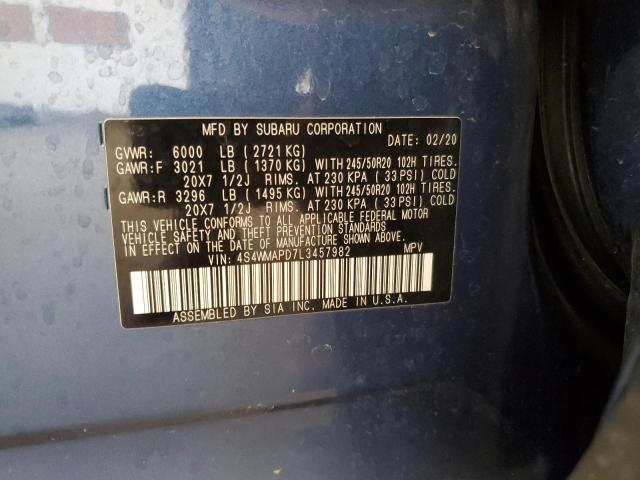 MFD BY SUBARU CORPORATION
DATE: 02/20
GVWR: 6000 LB (2721 KG)
GAWR:F 3021 LB (1370 KG) WITH 245/50R20 102H TIRES.
20X7 1/2J RIMS. AT 230 KPA (33 PSI) COLD
GAWR:R 3296 LB (1495 KG) WITH 245/50R20 102H TIRES.
20X7 1/2J RIMS. AT 230 KPA (33 PSI) COLD
THIS VEHICLE CONFORMS TO ALL APPLICABLE FEDERAL MOTOR
VEHICLE SAFETY AND THEFT PREVENTION STANDARDS
IN EFFECT ON THE DATE OF MANUFACTURE SHOWN ABOVE.
VIN: 4S4WMAPD7L3457982 MPV
ASSEMBLED BY SIA INC. MADE IN U.S.A.